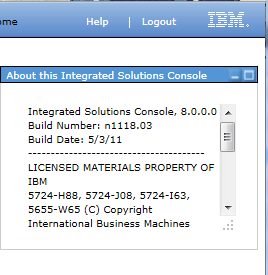 ome Help | Logout IBM.
About this Integrated Solutions Console
Integrated Solutions Console, 8.0.0.0
Build Number: n1118.03
Build Date: 5/3/11
----------------------------------------
LICENSED MATERIALS PROPERTY OF
IBM
5724-H88, 5724-J08, 5724-I63,
5655-W65 (C) Copyright
International Business Machines